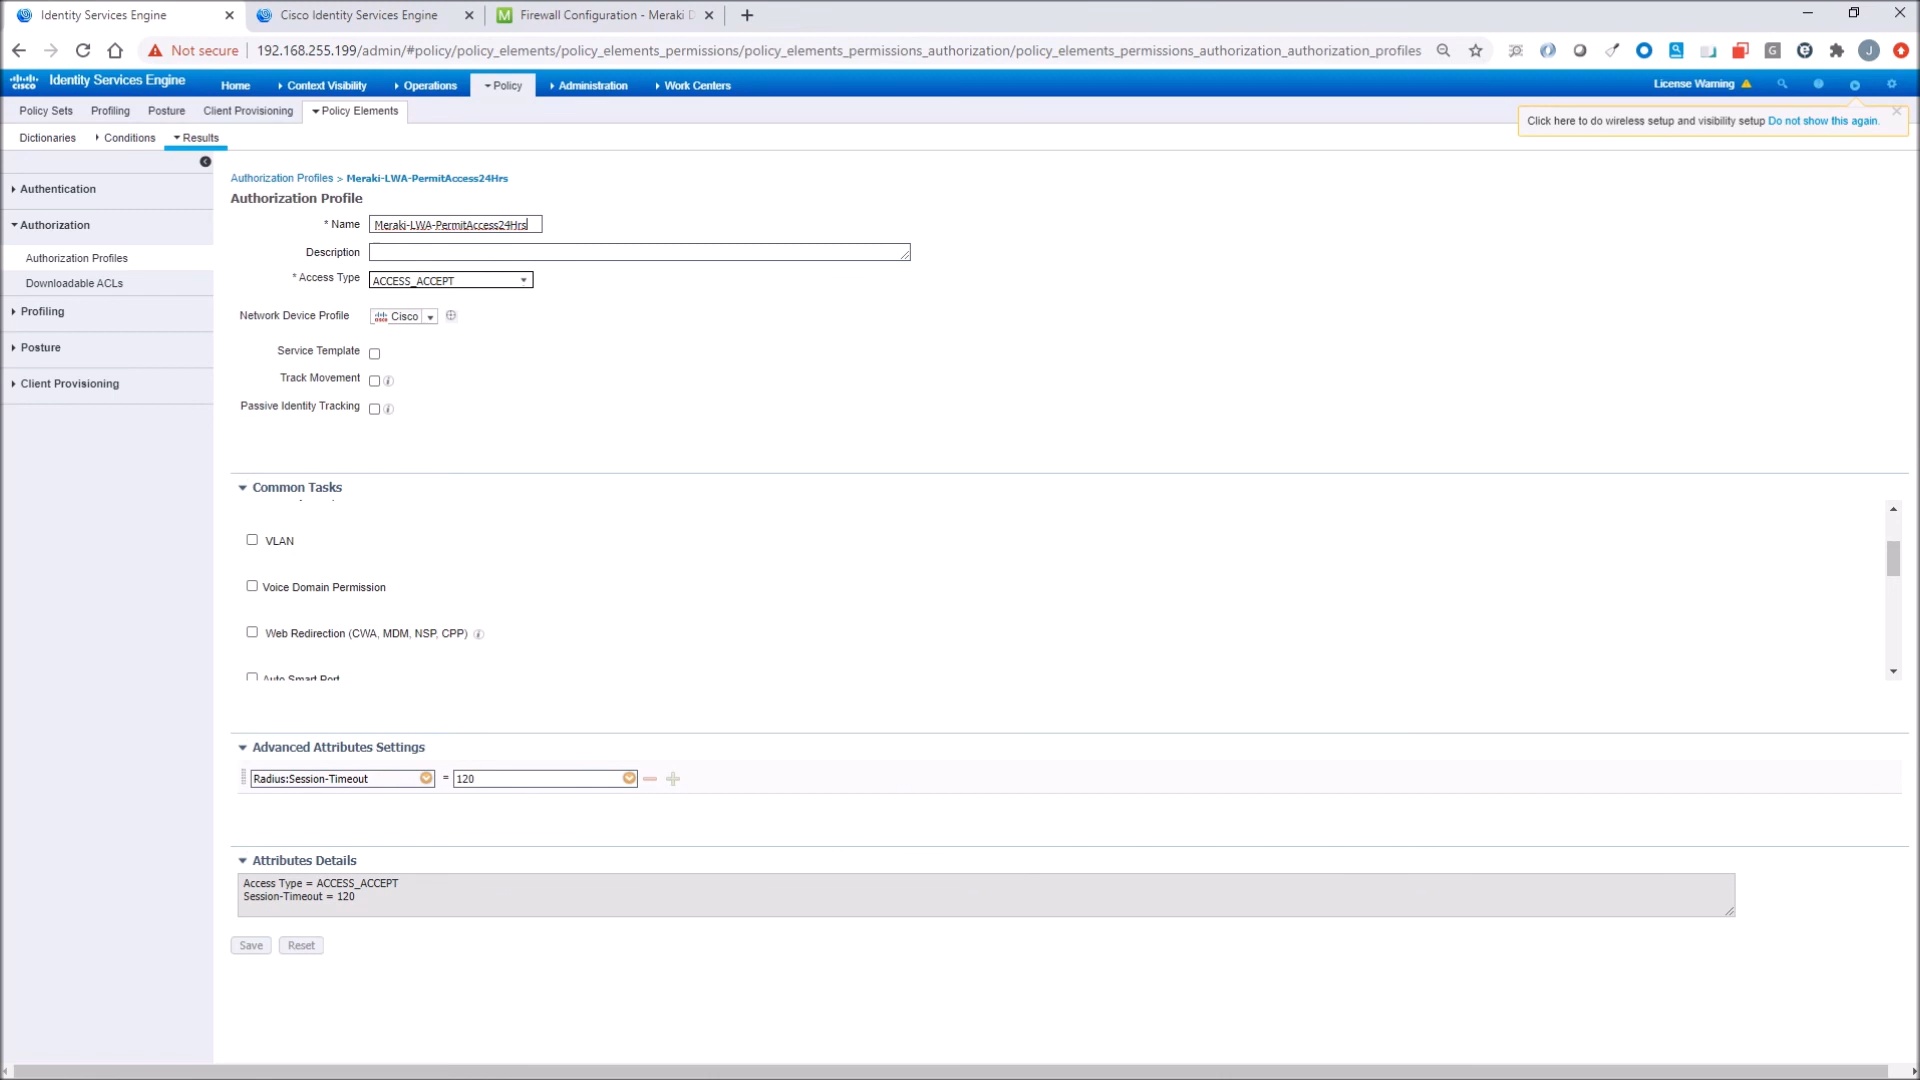 Identity Services Engine
Cisco Identity Services Engine
Firewall Configuration - Meraki D
Not secure
192.168.255.199/admin/#policy/policy_elements/policy_elements_permissions/policy_elements_permissions_authorization/policy_elements_permissions_authorization_authorization_profiles
J
cisco Identity Services Engine
Home
Context Visibility
Operations
Policy
Administration
Work Centers
License Warning
Policy Sets
Profiling
Posture
Client Provisioning
Policy Elements
Click here to do wireless setup and visibility setup Do not show this again.
Dictionaries
Conditions
Results
Authentication
Authorization
Authorization Profiles
Downloadable ACLs
Profiling
Posture
Client Provisioning
Authorization Profiles > Meraki-LWA-PermitAccess24Hrs
Authorization Profile
* Name Meraki-LWA-PermitAccess24Hrs
Description
* Access Type ACCESS_ACCEPT
Network Device Profile Cisco
Service Template
Track Movement
Passive Identity Tracking
Common Tasks
VLAN
Voice Domain Permission
Web Redirection (CWA, MDM, NSP, CPP)
Auto Smart Port
Advanced Attributes Settings
Radius:Session-Timeout = 120
Attributes Details
Access Type = ACCESS_ACCEPT
Session-Timeout = 120
Save
Reset